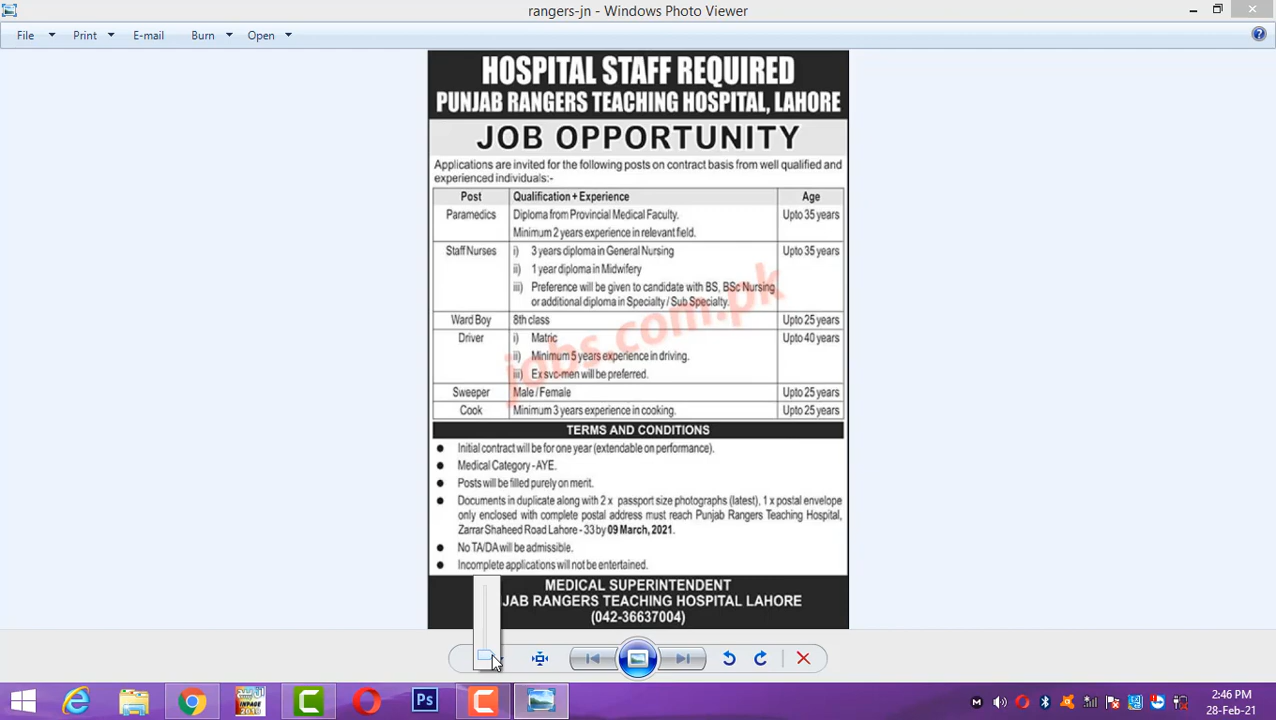 rangers-jn - Windows Photo Viewer
File Print E-mail Burn Open
HOSPITAL STAFF REQUIRED
PUNJAB RANGERS TEACHING HOSPITAL, LAHORE
JOB OPPORTUNITY
Applications are invited for the following posts on contract basis from well qualified and
experienced individuals:-
Post Qualification + Experience Age
Paramedics Diploma from Provincial Medical Faculty. Upto 35 years
Minimum 2 years experience in relevant field.
Staff Nurses i) 3 years diploma in General Nursing Upto 35 years
ii) 1 year diploma in Midwifery
iii) Preference will be given to candidate with BS, BSc Nursing
or additional diploma in Specialty / Sub Specialty.
Ward Boy 8th class Upto 25 years
Driver i) Matric Upto 40 years
ii) Minimum 5 years experience in driving.
iii) Ex svc-men will be preferred.
Sweeper Male / Female Upto 25 years
Cook Minimum 3 years experience in cooking. Upto 25 years
jobs.com.pk
TERMS AND CONDITIONS
● Initial contract will be for one year (extendable on performance).
● Medical Category - AYE.
● Posts will be filled purely on merit.
● Documents in duplicate along with 2 x passport size photographs (latest), 1 x postal envelope
only enclosed with complete postal address must reach Punjab Rangers Teaching Hospital,
Zarrar Shaheed Road Lahore - 33 by 09 March, 2021.
● No TA/DA will be admissible.
● Incomplete applications will not be entertained.
MEDICAL SUPERINTENDENT
JAB RANGERS TEACHING HOSPITAL LAHORE
(042-36637004)
Ps
2:46 PM
28-Feb-21